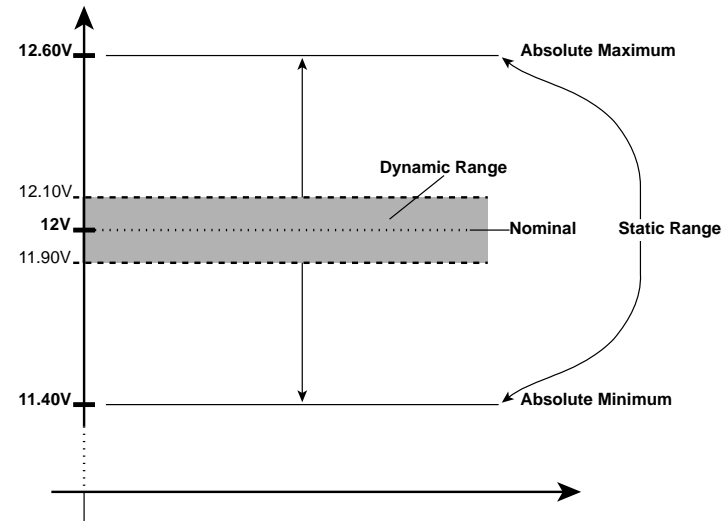 12.60V
Absolute Maximum
Dynamic Range
12.10V
12V
Nominal
Static Range
11.90V
11.40V
Absolute Minimum